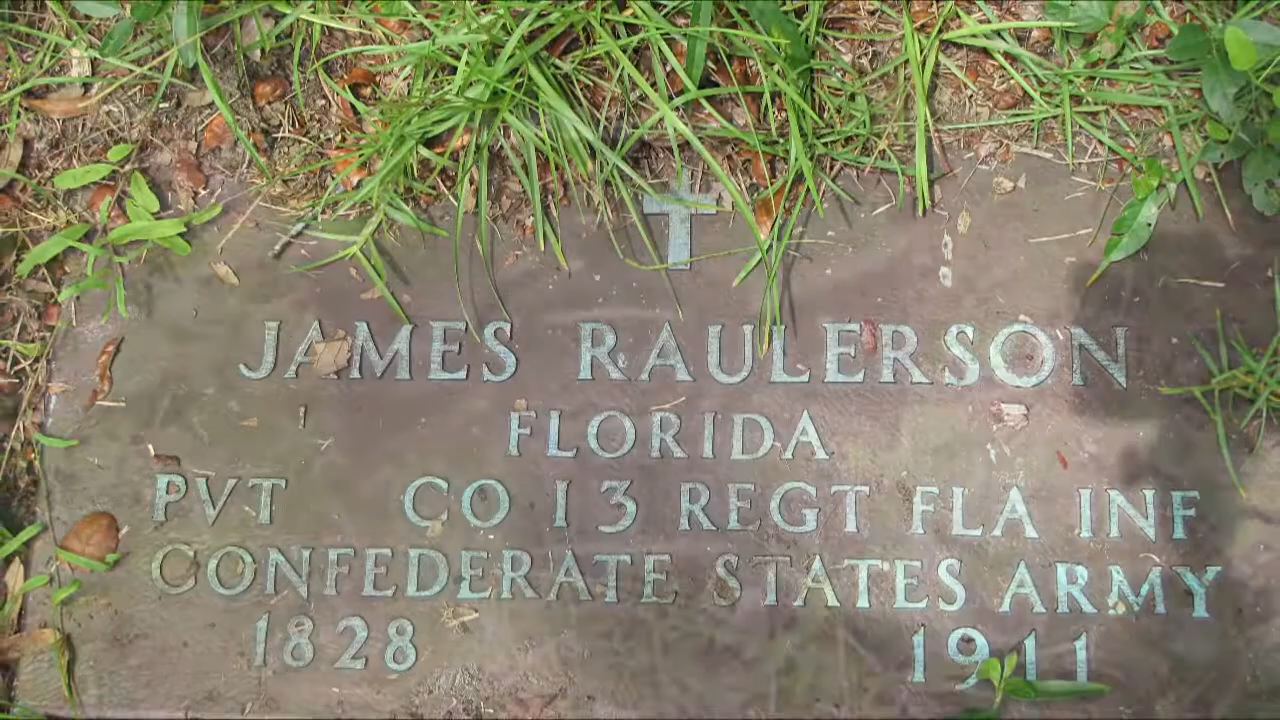 JAMES RAULERSON
FLORIDA
PVT CO I 3 REGT FLA INF
CONFEDERATE STATES ARMY
1828 1911